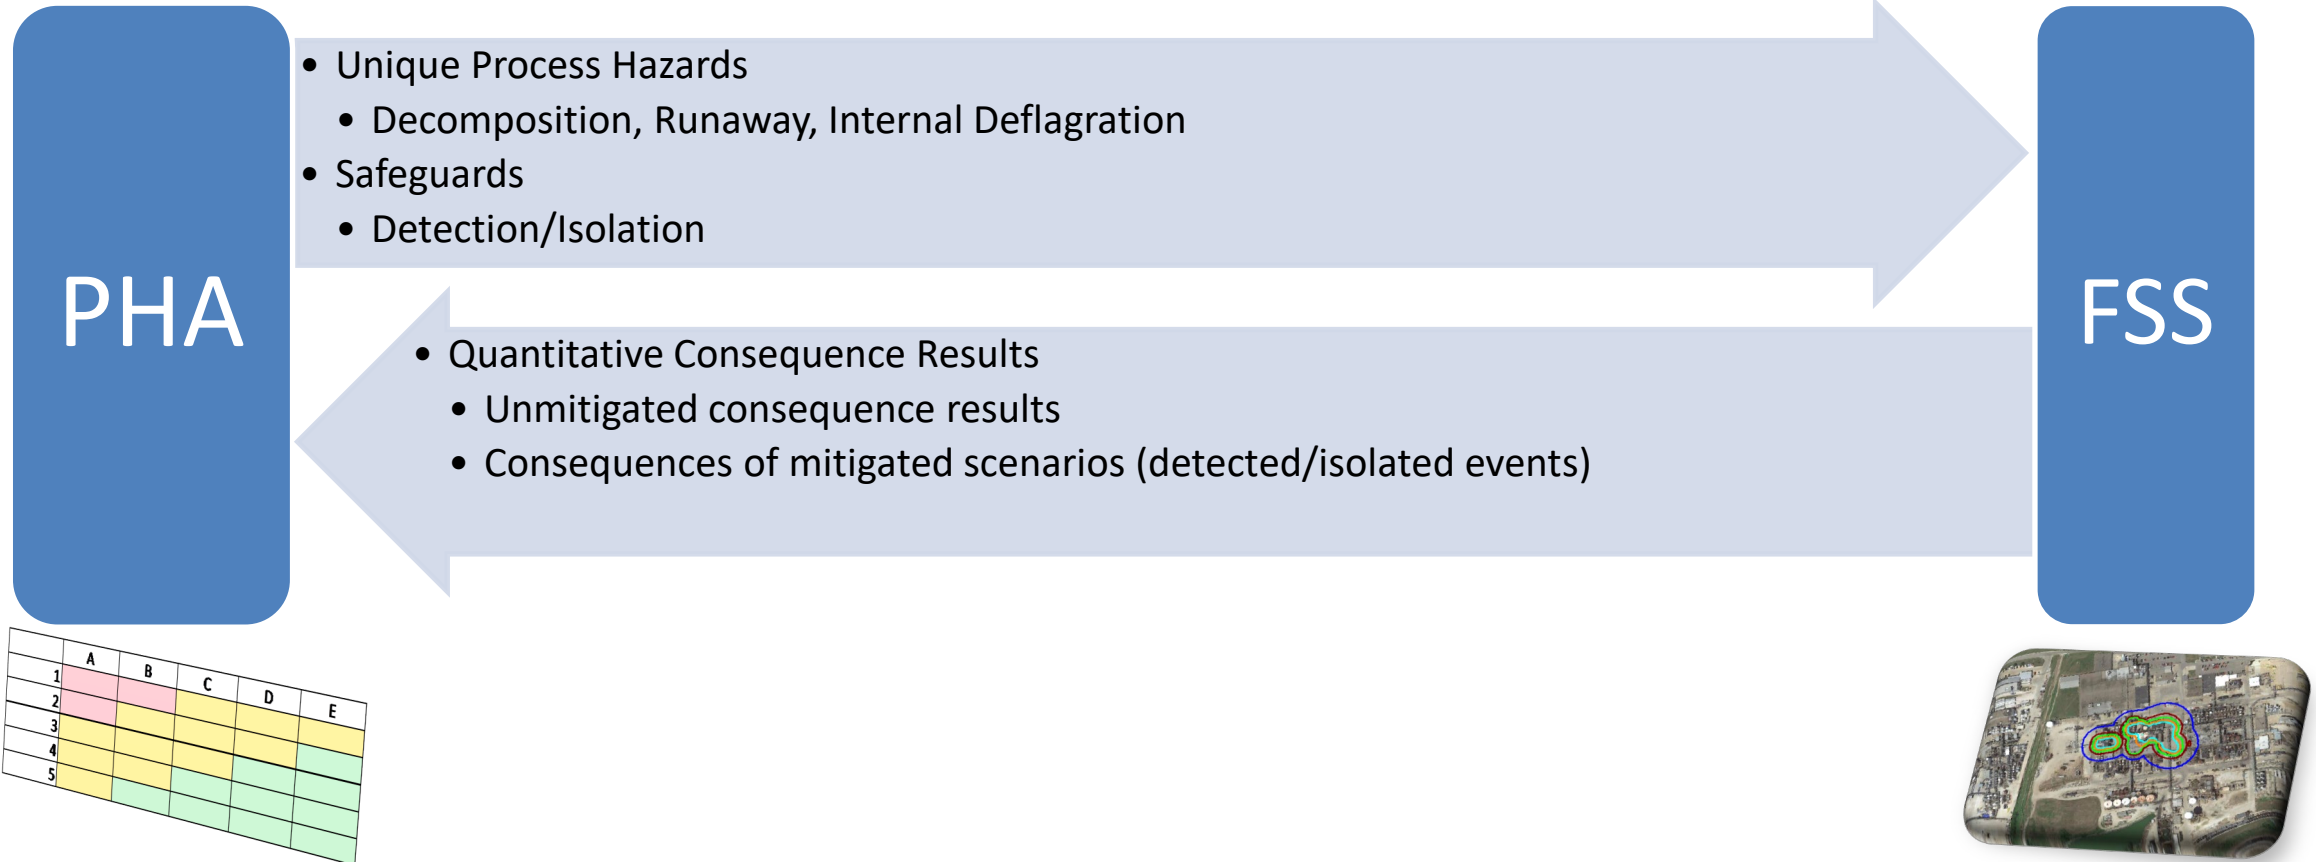 PHA
• Unique Process Hazards
• Decomposition, Runaway, Internal Deflagration
• Safeguards
• Detection/Isolation
• Quantitative Consequence Results
• Unmitigated consequence results
• Consequences of mitigated scenarios (detected/isolated events)
FSS
A B C D E
1
2
3
4
5